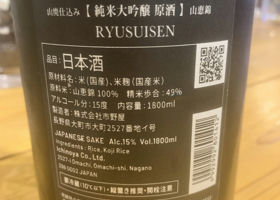 山廃仕込み【純米大吟醸 原酒】山恵錦
RYUSUISEN
品目：日本酒
原材料名：米(国産)、米麹(国産米)
原料米：山恵錦 100% 精米歩合：49%
アルコール分：15度 内容量：1800ml
製造者：株式会社市野屋
長野県大町市大町2527番地イ号
JAPANESE SAKE Alc.15% Vol.1800ml
Ingredients : Rice, Koji Rice
Ichinoya Co., Ltd.
2527-i Omachi, Omachi-shi, Nagano
398-0002 JAPAN
要冷蔵(10℃以下)・縦置き推奨・開栓注意